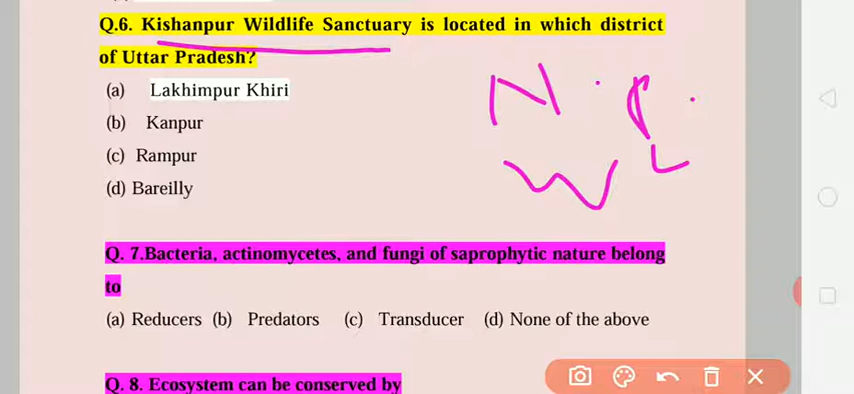 Q.6. Kishanpur Wildlife Sanctuary is located in which district
of Uttar Pradesh?
(a) Lakhimpur Khiri
(b) Kanpur
(c) Rampur
(d) Bareilly
N. P.
W L
Q. 7.Bacteria, actinomycetes, and fungi of saprophytic nature belong
to
(a) Reducers (b) Predators (c) Transducer (d) None of the above
Q. 8. Ecosystem can be conserved by